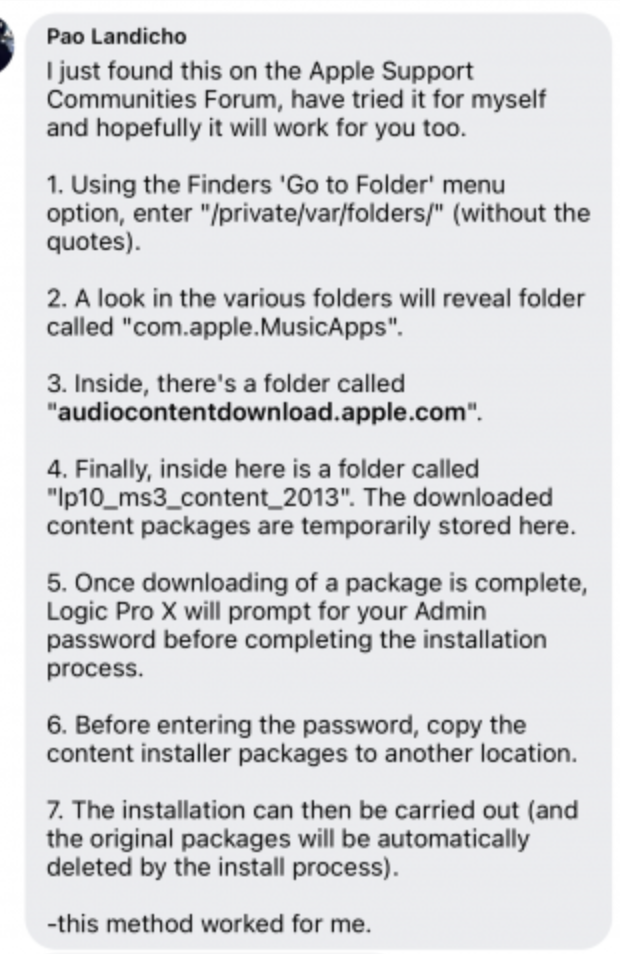 Pao Landicho
I just found this on the Apple Support
Communities Forum, have tried it for myself
and hopefully it will work for you too.
1. Using the Finders 'Go to Folder' menu
option, enter "/private/var/folders/" (without the
quotes).
2. A look in the various folders will reveal folder
called "com.apple.MusicApps".
3. Inside, there's a folder called
"audiocontentdownload.apple.com".
4. Finally, inside here is a folder called
"lp10_ms3_content_2013". The downloaded
content packages are temporarily stored here.
5. Once downloading of a package is complete,
Logic Pro X will prompt for your Admin
password before completing the installation
process.
6. Before entering the password, copy the
content installer packages to another location.
7. The installation can then be carried out (and
the original packages will be automatically
deleted by the install process).
-this method worked for me.